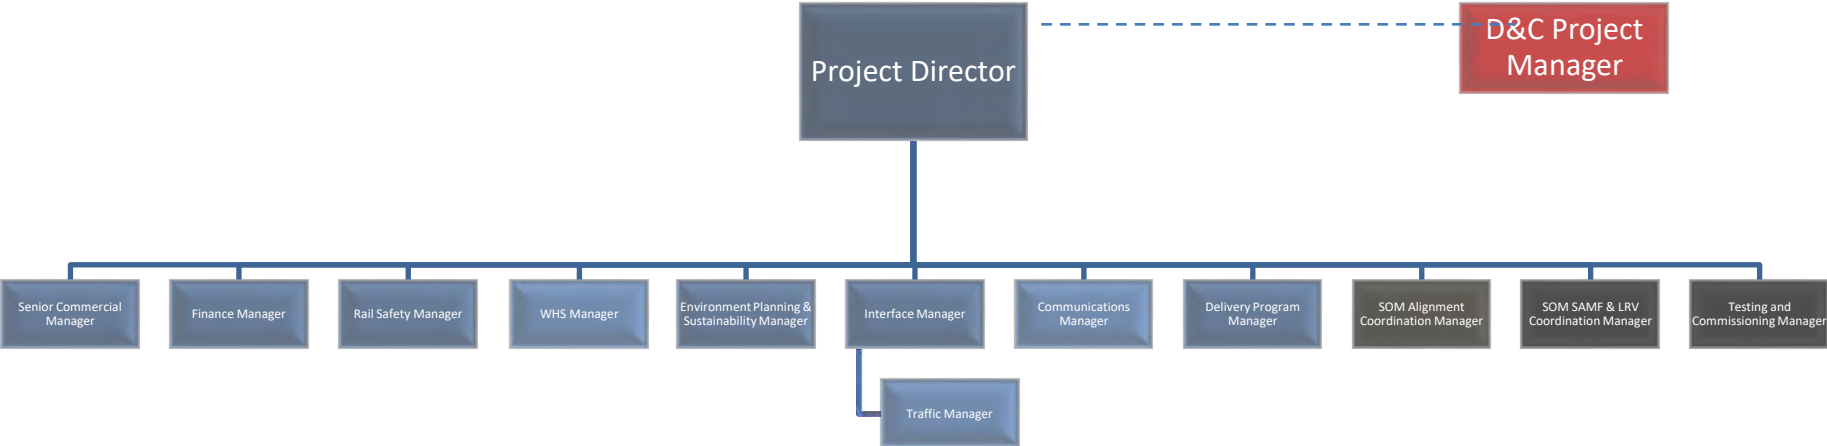 Project Director
D&C Project
Manager
Senior Commercial
Manager
Finance Manager
Rail Safety Manager
WHS Manager
Environment Planning &
Sustainability Manager
Interface Manager
Communications
Manager
Delivery Program
Manager
SOM Alignment
Coordination Manager
SOM SAMF & LRV
Coordination Manager
Testing and
Commissioning Manager
Traffic Manager